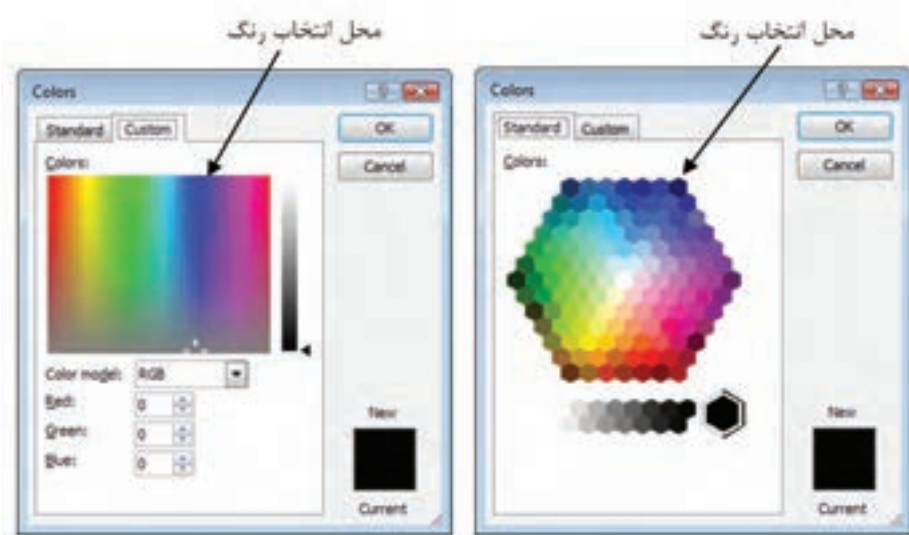 محل انتخاب رنگ
Colors
Standard
Custom
OK
Cancel
Colors:
Color model: RGB
Red: 0
Green: 0
Blue: 0
New
Current
محل انتخاب رنگ
Colors
Standard
Custom
OK
Cancel
Colors:
New
Current